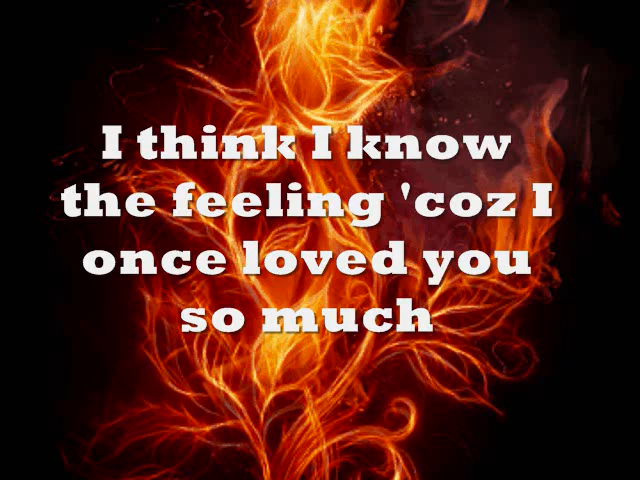 I think I know
the feeling 'coz I
once loved you
so much